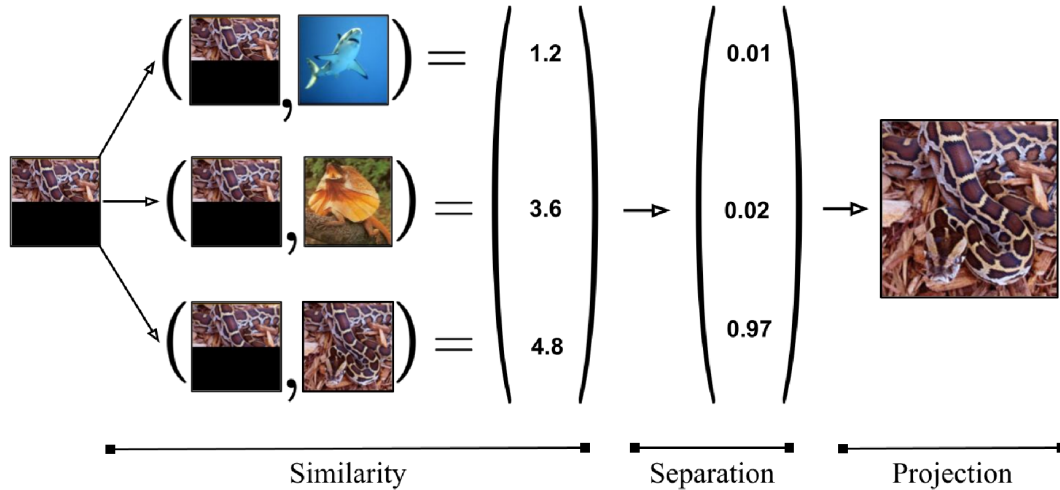 ( , ) = 1.2 0.01
( , ) = 3.6 0.02
( , ) = 4.8 0.97
Similarity Separation Projection